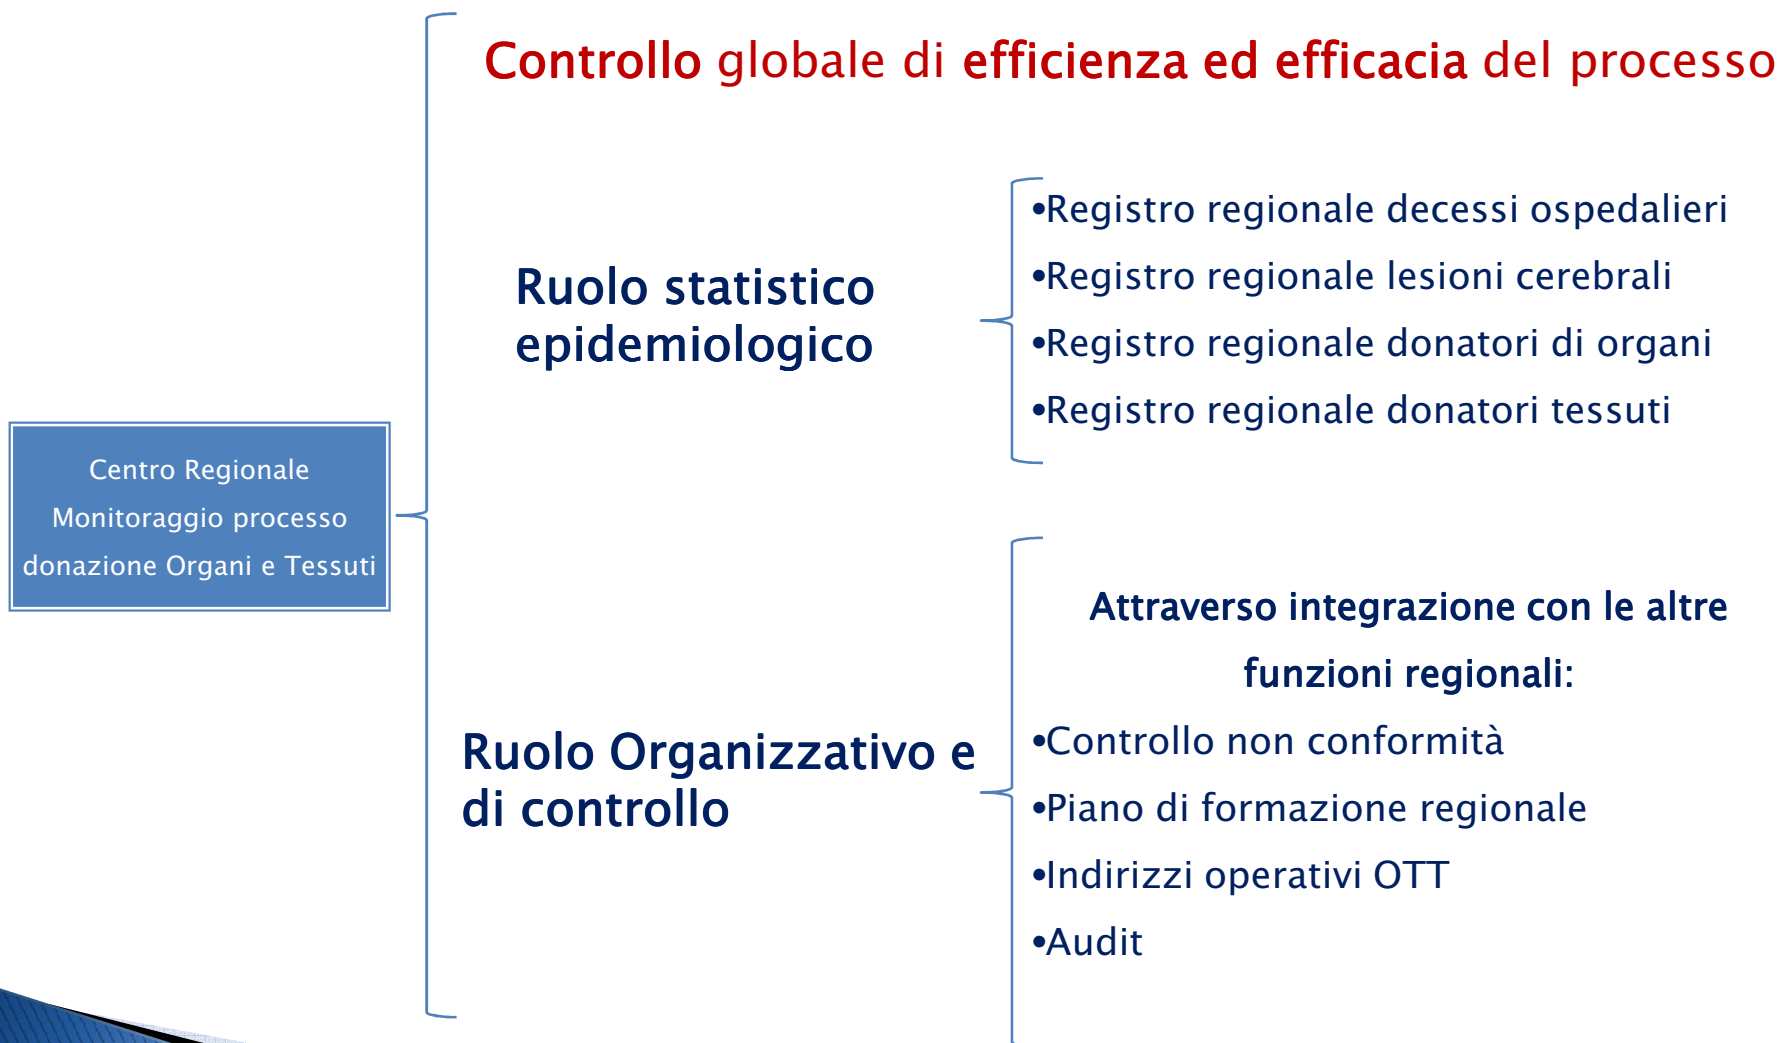 Controllo globale di efficienza ed efficacia del processo
Ruolo statistico
epidemiologico
•Registro regionale decessi ospedalieri
•Registro regionale lesioni cerebrali
•Registro regionale donatori di organi
•Registro regionale donatori tessuti
Centro Regionale
Monitoraggio processo
donazione Organi e Tessuti
Ruolo Organizzativo e
di controllo
Attraverso integrazione con le altre
funzioni regionali:
•Controllo non conformità
•Piano di formazione regionale
•Indirizzi operativi OTT
•Audit